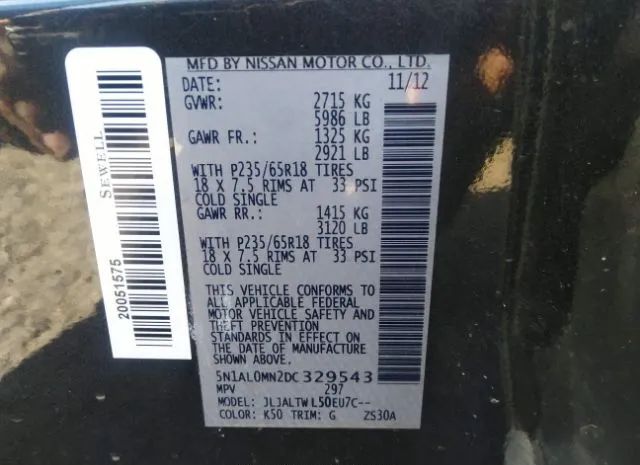 SEWELL
20051575
MFD BY NISSAN MOTOR CO., LTD.
DATE: 11/12
GVWR: 2715 KG
5986 LB
GAWR FR.: 1325 KG
2921 LB
WITH P235/65R18 TIRES
18 X 7.5 RIMS AT 33 PSI
COLD SINGLE
GAWR RR.: 1415 KG
3120 LB
WITH P235/65R18 TIRES
18 X 7.5 RIMS AT 33 PSI
COLD SINGLE
THIS VEHICLE CONFORMS TO
ALL APPLICABLE FEDERAL
MOTOR VEHICLE SAFETY AND
THEFT PREVENTION
STANDARDS IN EFFECT ON
THE DATE OF MANUFACTURE
SHOWN ABOVE.
5N1AL0MN2DC329543
MPV 297
MODEL: JLJALTWL50EU7C--
COLOR: K50 TRIM: G ZS30A